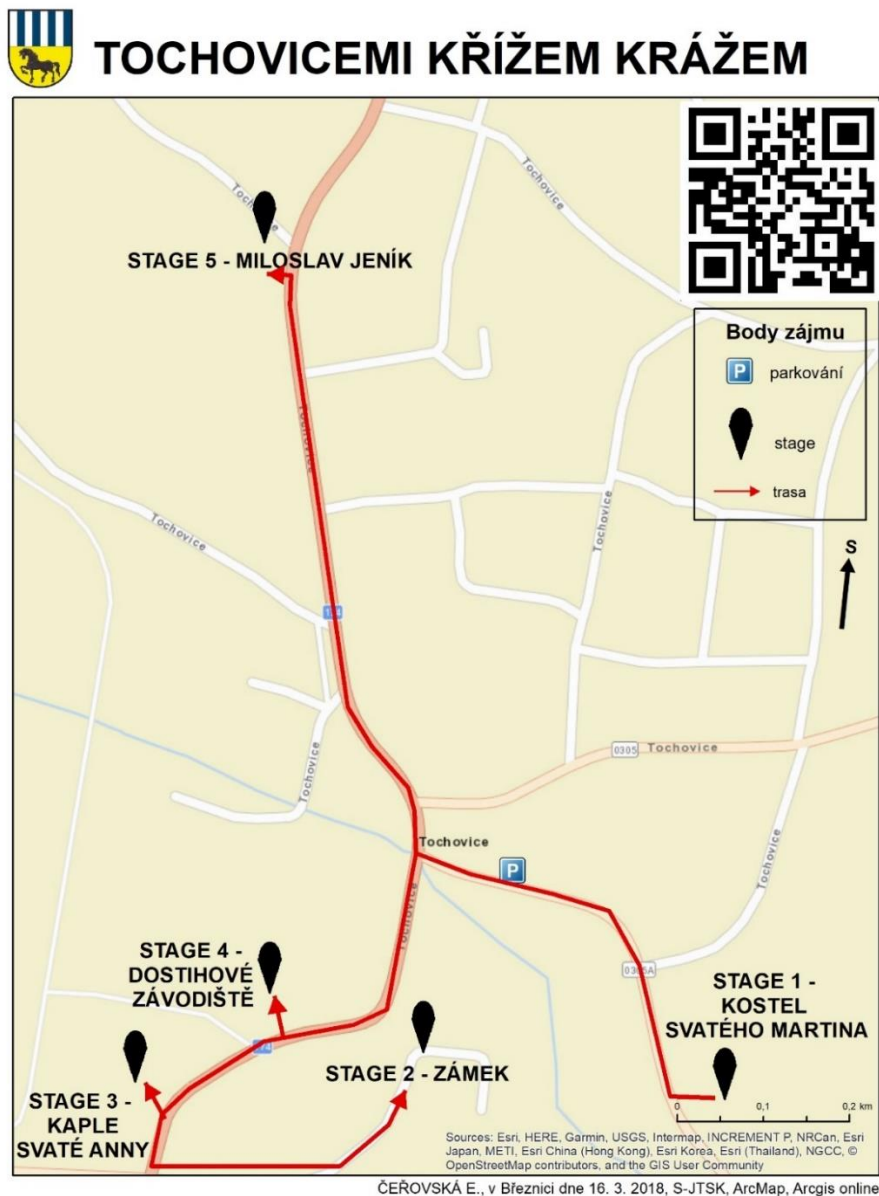 TOCHOVICEMI KŘÍŽEM KRÁŽEM
Tochovice
STAGE 5 - MILOSLAV JENÍK
Body zájmu
P parkování
stage
trasa
Tochovice
S
Tochovice
Tochovice
Tochovice
0305 Tochovice
Tochovice
Tochovice
P
Tochovice
Tochovice
0305A
STAGE 4 -
DOSTIHOVÉ
ZÁVODIŠTĚ
STAGE 1 -
KOSTEL
SVATÉHO MARTINA
STAGE 2 - ZÁMEK
STAGE 3 -
KAPLE
SVATÉ ANNY
0 0,1 0,2 km
Sources: Esri, HERE, Garmin, USGS, Intermap, INCREMENT P, NRCan, Esri
Japan, METI, Esri China (Hong Kong), Esri Korea, Esri (Thailand), NGCC, ©
OpenStreetMap contributors, and the GIS User Community
ČEŘOVSKÁ E., v Březnici dne 16. 3. 2018, S-JTSK, ArcMap, Arcgis online